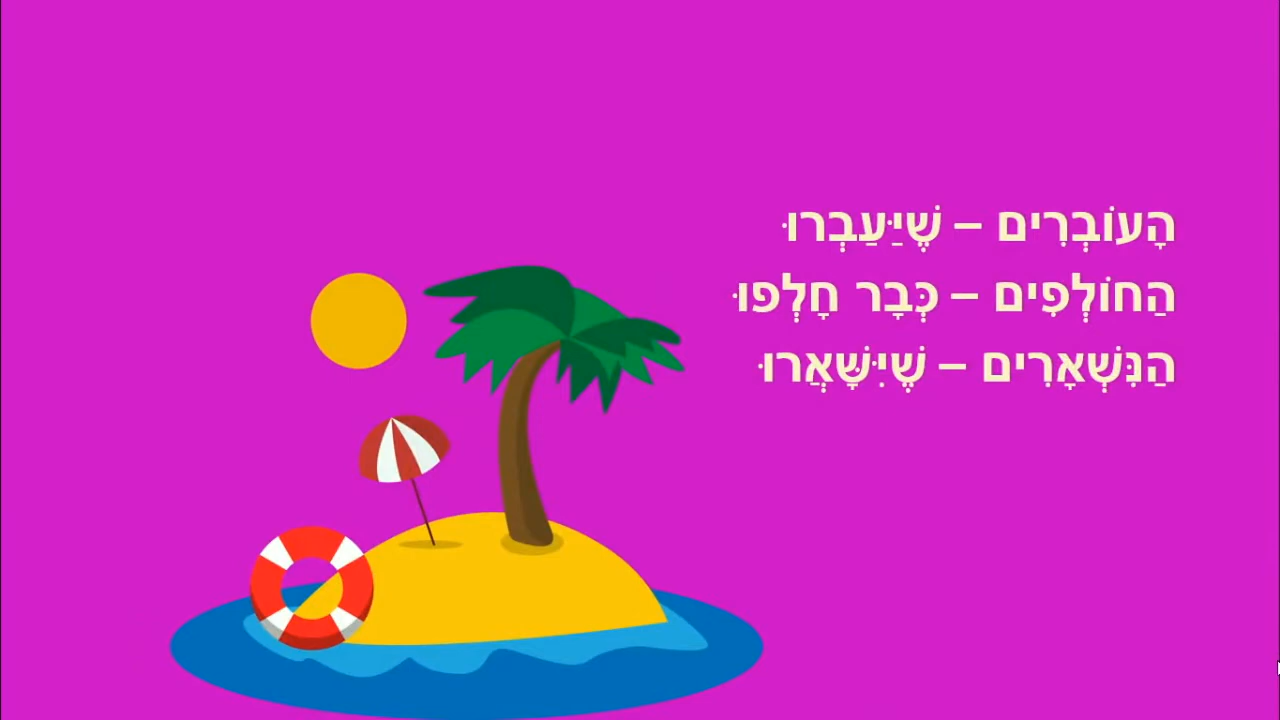 הָעוֹבְרִים – שֶׁיַּעַבְרוּ
הַחוֹלְפִים – כְּבָר חָלְפוּ
הַנִּשְׁאָרִים – שֶׁיִּשָּׁאֲרוּ